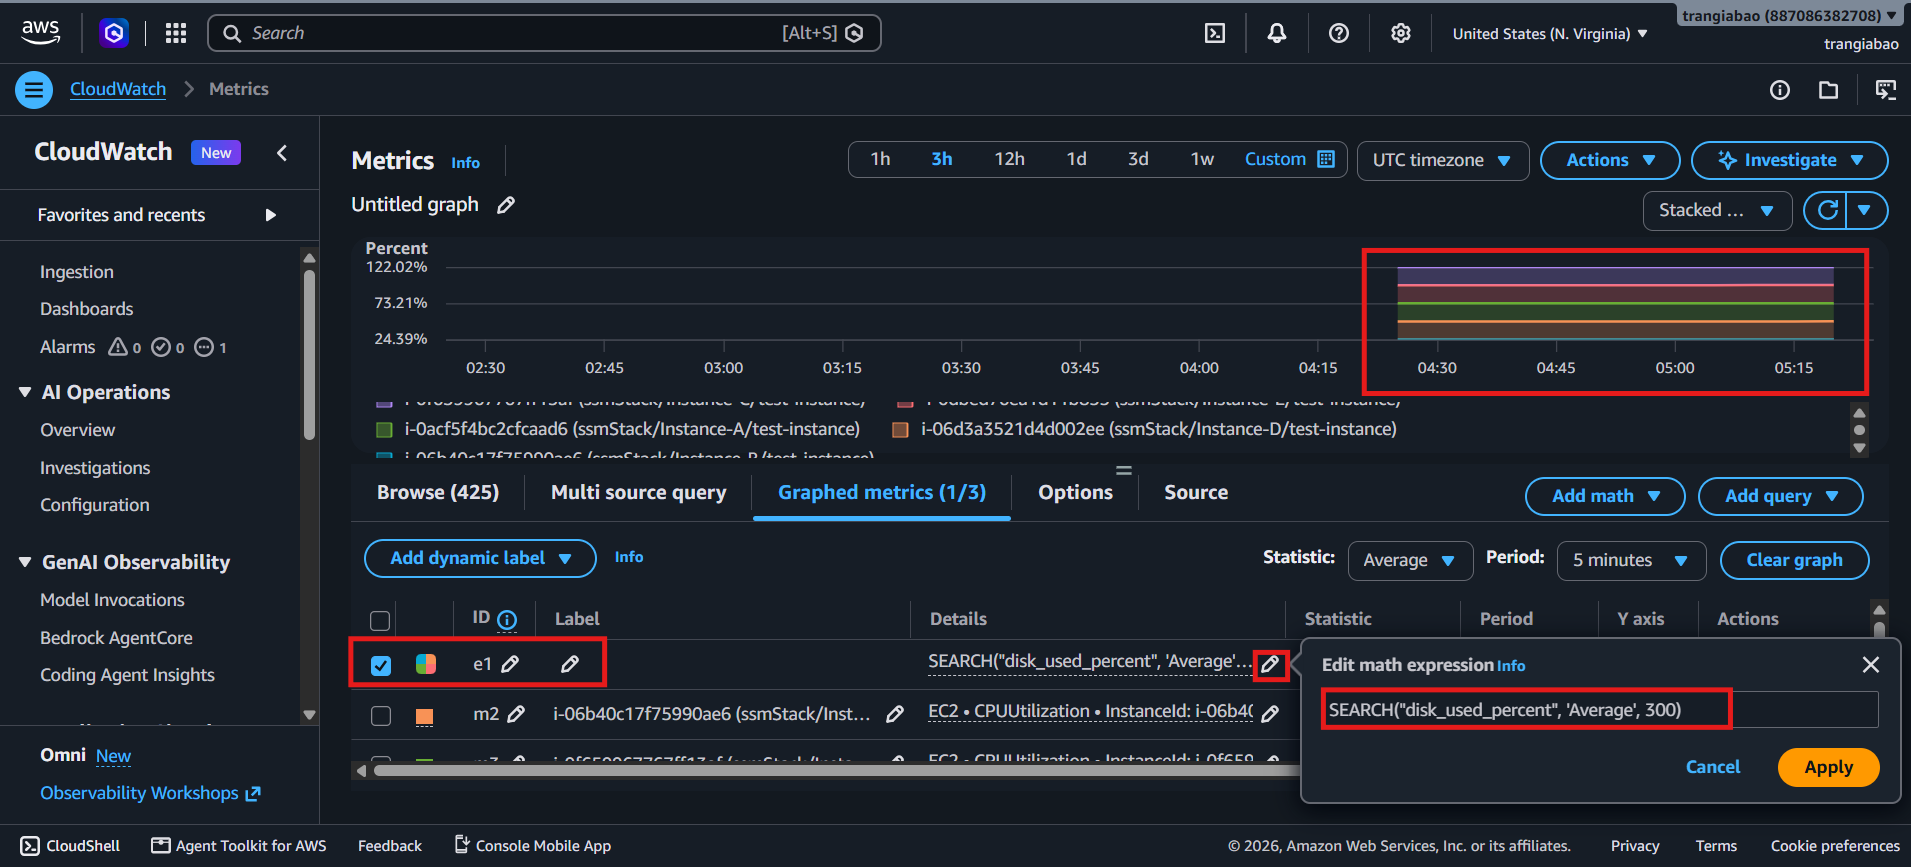 aws
Search
[Alt+S]
United States (N. Virginia)
trangiabao (887086382708)
trangiabao
CloudWatch
Metrics
CloudWatch
New
Favorites and recents
Ingestion
Dashboards
Alarms 0 0 1
AI Operations
Overview
Investigations
Configuration
GenAI Observability
Model Invocations
Bedrock AgentCore
Coding Agent Insights
Omni New
Observability Workshops
Metrics Info
1h 3h 12h 1d 3d 1w Custom
UTC timezone
Actions
Investigate
Untitled graph
Stacked ...
Percent
122.02%
73.21%
24.39%
02:30 02:45 03:00 03:15 03:30 03:45 04:00 04:15 04:30 04:45 05:00 05:15
i-0acf5f4bc2cfcaad6 (ssmStack/Instance-A/test-instance)
i-06d3a3521d4d002ee (ssmStack/Instance-D/test-instance)
i-06b40c17f75990ae6 (ssmStack/Instance-B/test-instance)
Browse (425)
Multi source query
Graphed metrics (1/3)
Options
Source
Add math
Add query
Add dynamic label
Info
Statistic: Average
Period: 5 minutes
Clear graph
ID Label Details Statistic Period Y axis Actions
e1 SEARCH("disk_used_percent", 'Average'...
m2 i-06b40c17f75990ae6 (ssmStack/Inst... EC2 • CPUUtilization • InstanceId: i-06b40
Edit math expression Info
SEARCH("disk_used_percent", 'Average', 300)
Cancel
Apply
CloudShell
Agent Toolkit for AWS
Feedback
Console Mobile App
© 2026, Amazon Web Services, Inc. or its affiliates.
Privacy
Terms
Cookie preferences